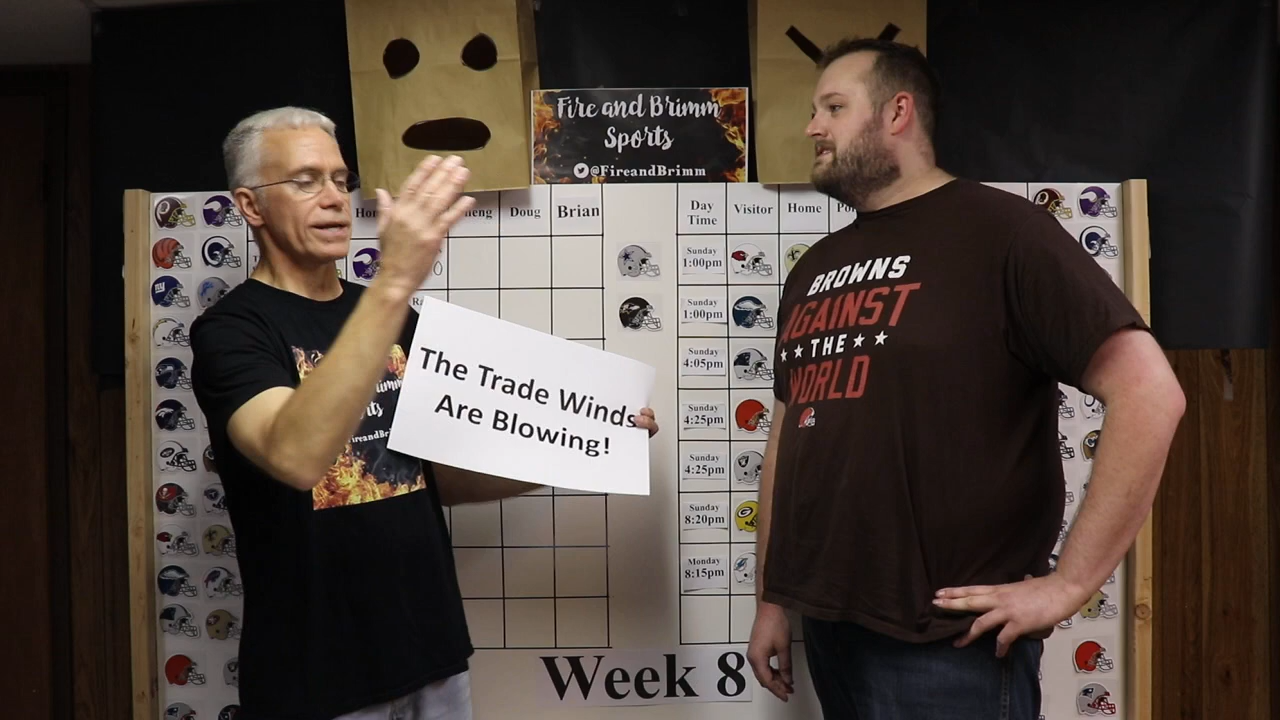 Fire and Brimm
Sports
@FireandBrimm
Doug
Brian
Day
Time
Visitor
Home
Sunday
1:00pm
Sunday
1:00pm
Sunday
4:05pm
Sunday
4:25pm
Sunday
4:25pm
Sunday
8:20pm
Monday
8:15pm
The Trade Winds
Are Blowing!
BROWNS
AGAINST
THE
WORLD
Week 8